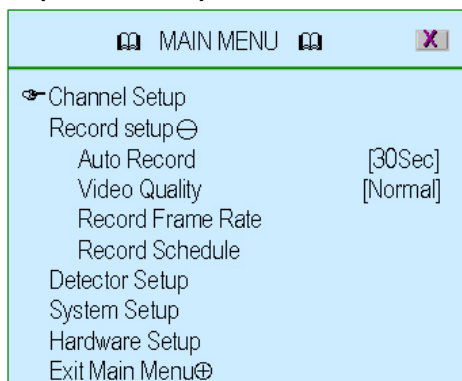 MAIN MENU X
Channel Setup
Record setup⊖
Auto Record [30Sec]
Video Quality [Normal]
Record Frame Rate
Record Schedule
Detector Setup
System Setup
Hardware Setup
Exit Main Menu⊕